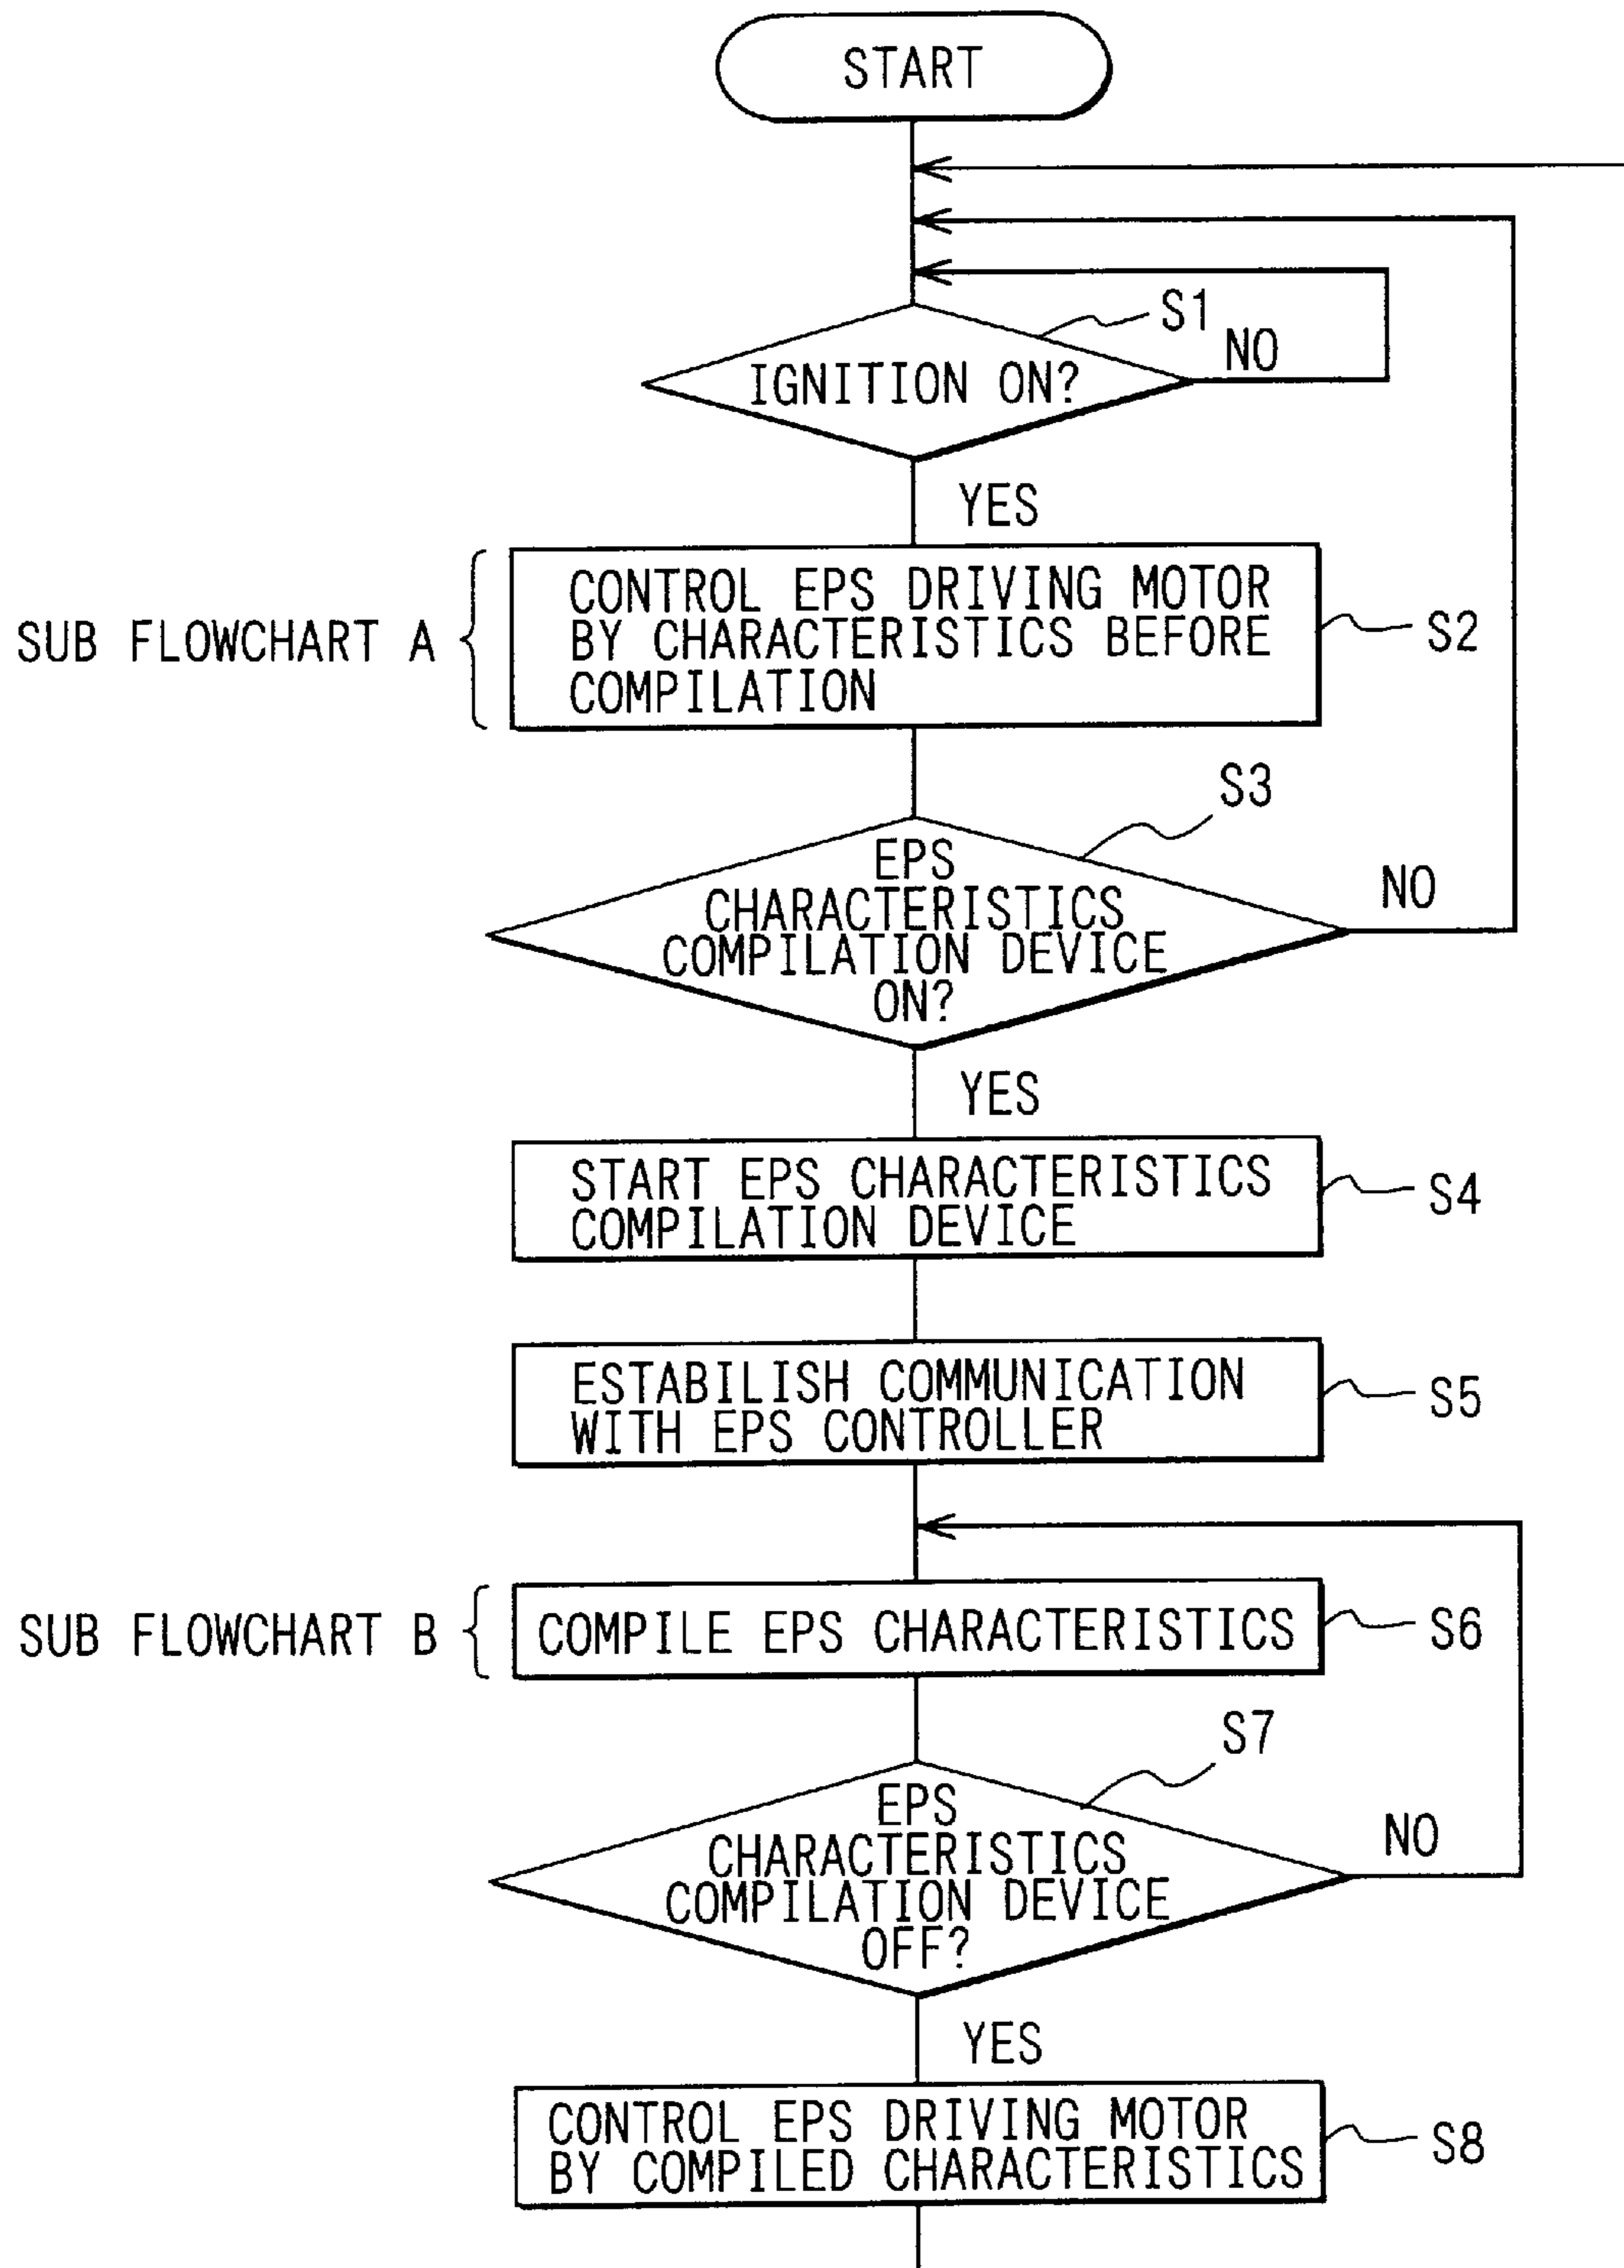 START
S1
NO
IGNITION ON?
YES
SUB FLOWCHART A
CONTROL EPS DRIVING MOTOR
BY CHARACTERISTICS BEFORE
COMPILATION
S2
S3
EPS
CHARACTERISTICS
COMPILATION DEVICE
ON?
NO
YES
START EPS CHARACTERISTICS
COMPILATION DEVICE
S4
ESTABILISH COMMUNICATION
WITH EPS CONTROLLER
S5
SUB FLOWCHART B
COMPILE EPS CHARACTERISTICS
S6
S7
EPS
CHARACTERISTICS
COMPILATION DEVICE
OFF?
NO
YES
CONTROL EPS DRIVING MOTOR
BY COMPILED CHARACTERISTICS
S8